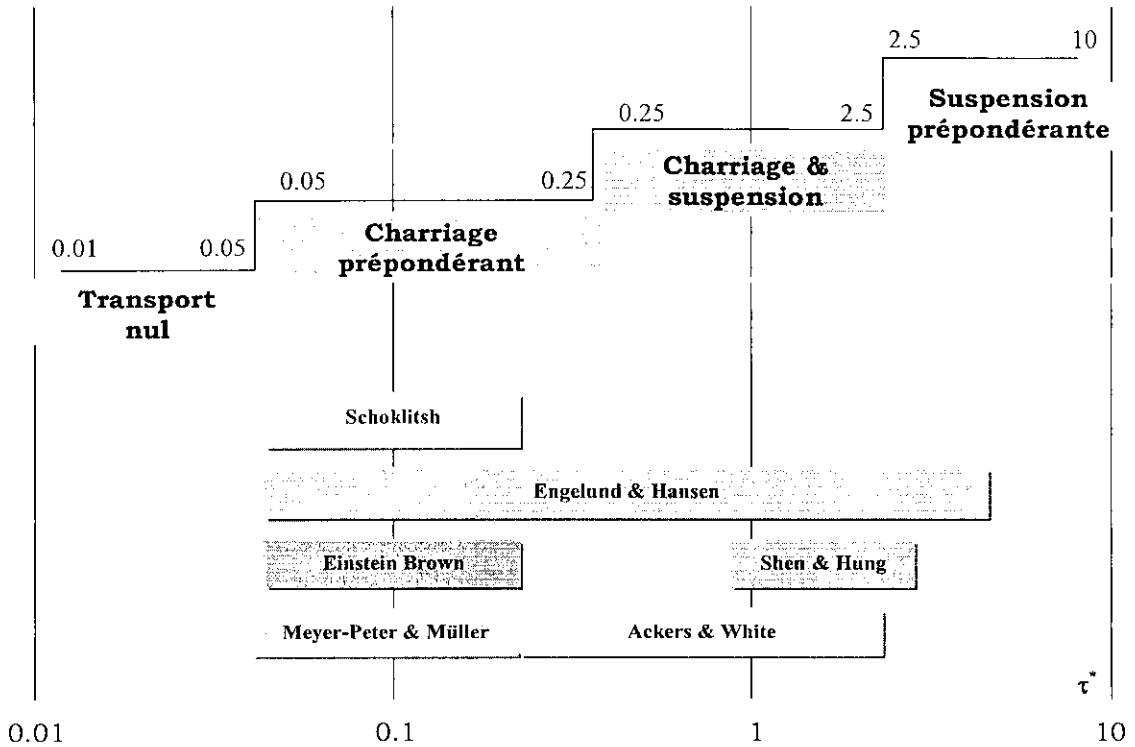 2.5 10
Suspension
prépondérante
0.25 2.5
Charriage &
suspension
0.05 0.25
Charriage
prépondérant
0.01 0.05
Transport
nul
Schoklitsh
Engelund & Hansen
Einstein Brown
Shen & Hung
Meyer-Peter & Müller
Ackers & White
τ*
0.01 0.1 1 10